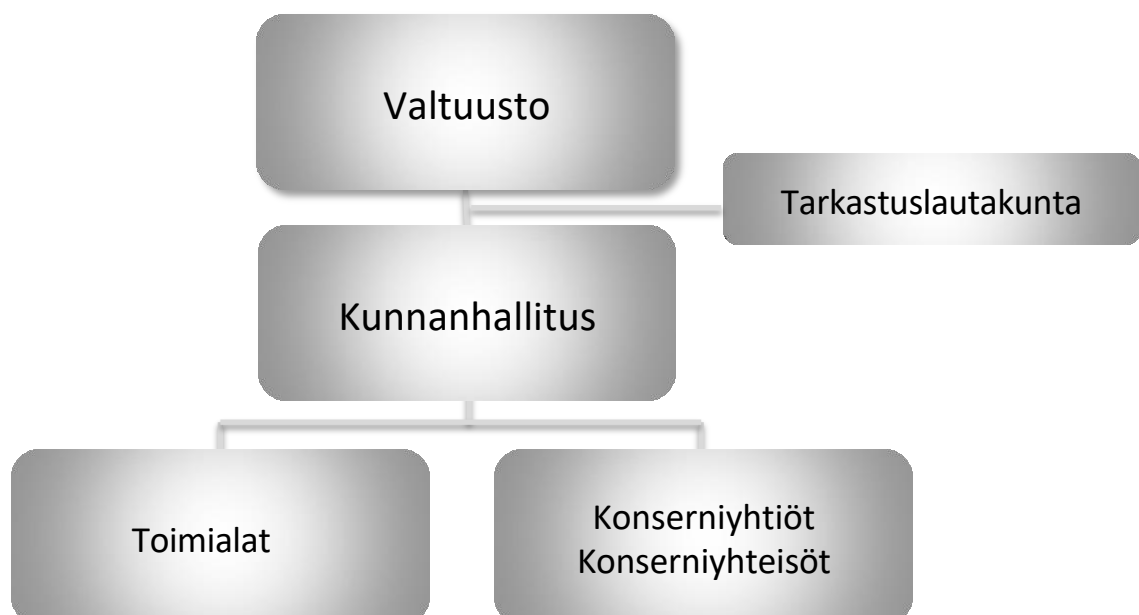 Valtuusto
Tarkastuslautakunta
Kunnanhallitus
Toimialat
Konserniyhtiöt
Konserniyhteisöt